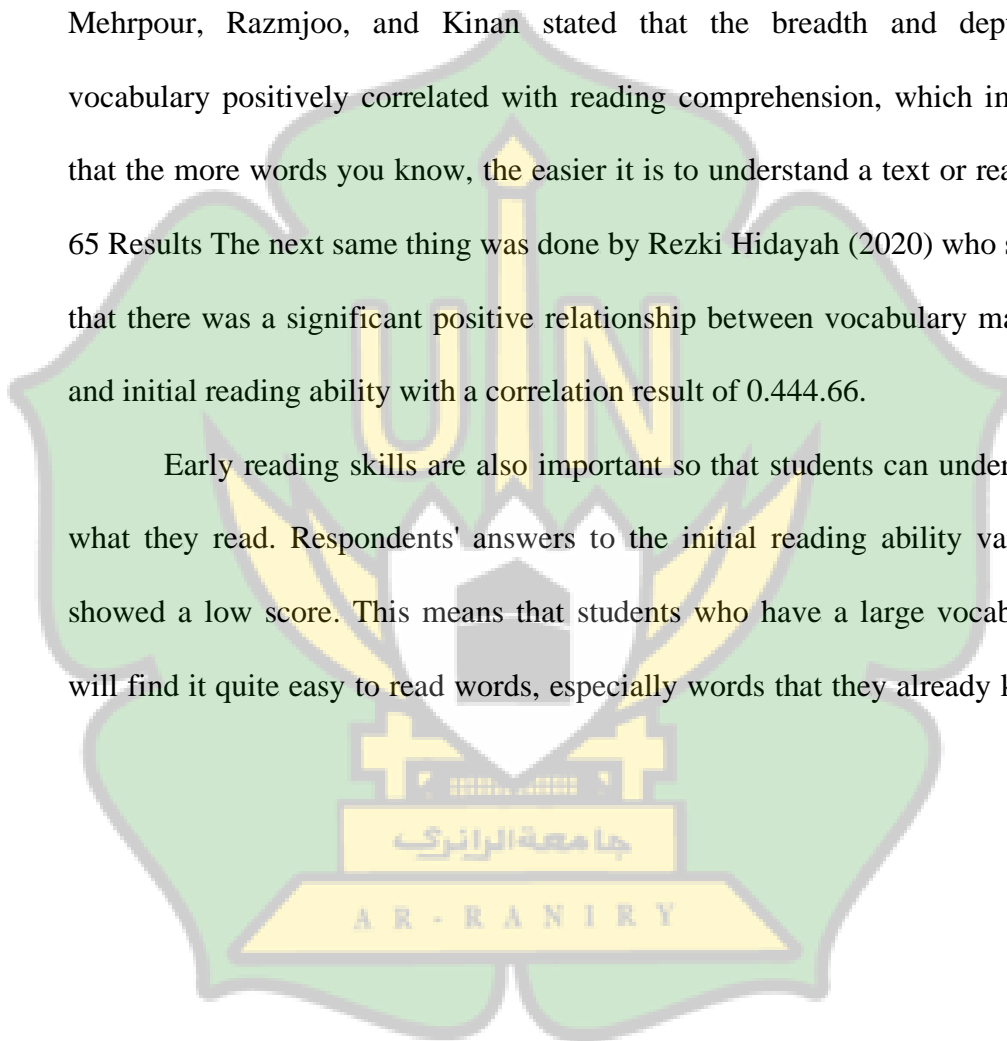 Mehrpour, Razmjoo, and Kinan stated that the breadth and dep
vocabulary positively correlated with reading comprehension, which
that the more words you know, the easier it is to understand a text or rea
65 Results The next same thing was done by Rezki Hidayah (2020) who
that there was a significant positive relationship between vocabulary ma
and initial reading ability with a correlation result of 0.444.66.
Early reading skills are also important so that students can under
what they read. Respondents' answers to the initial reading ability va
showed a low score. This means that students who have a large vocab
will find it quite easy to read words, especially words that they already
UIN
جامعة الرانري
AR-RANIRY